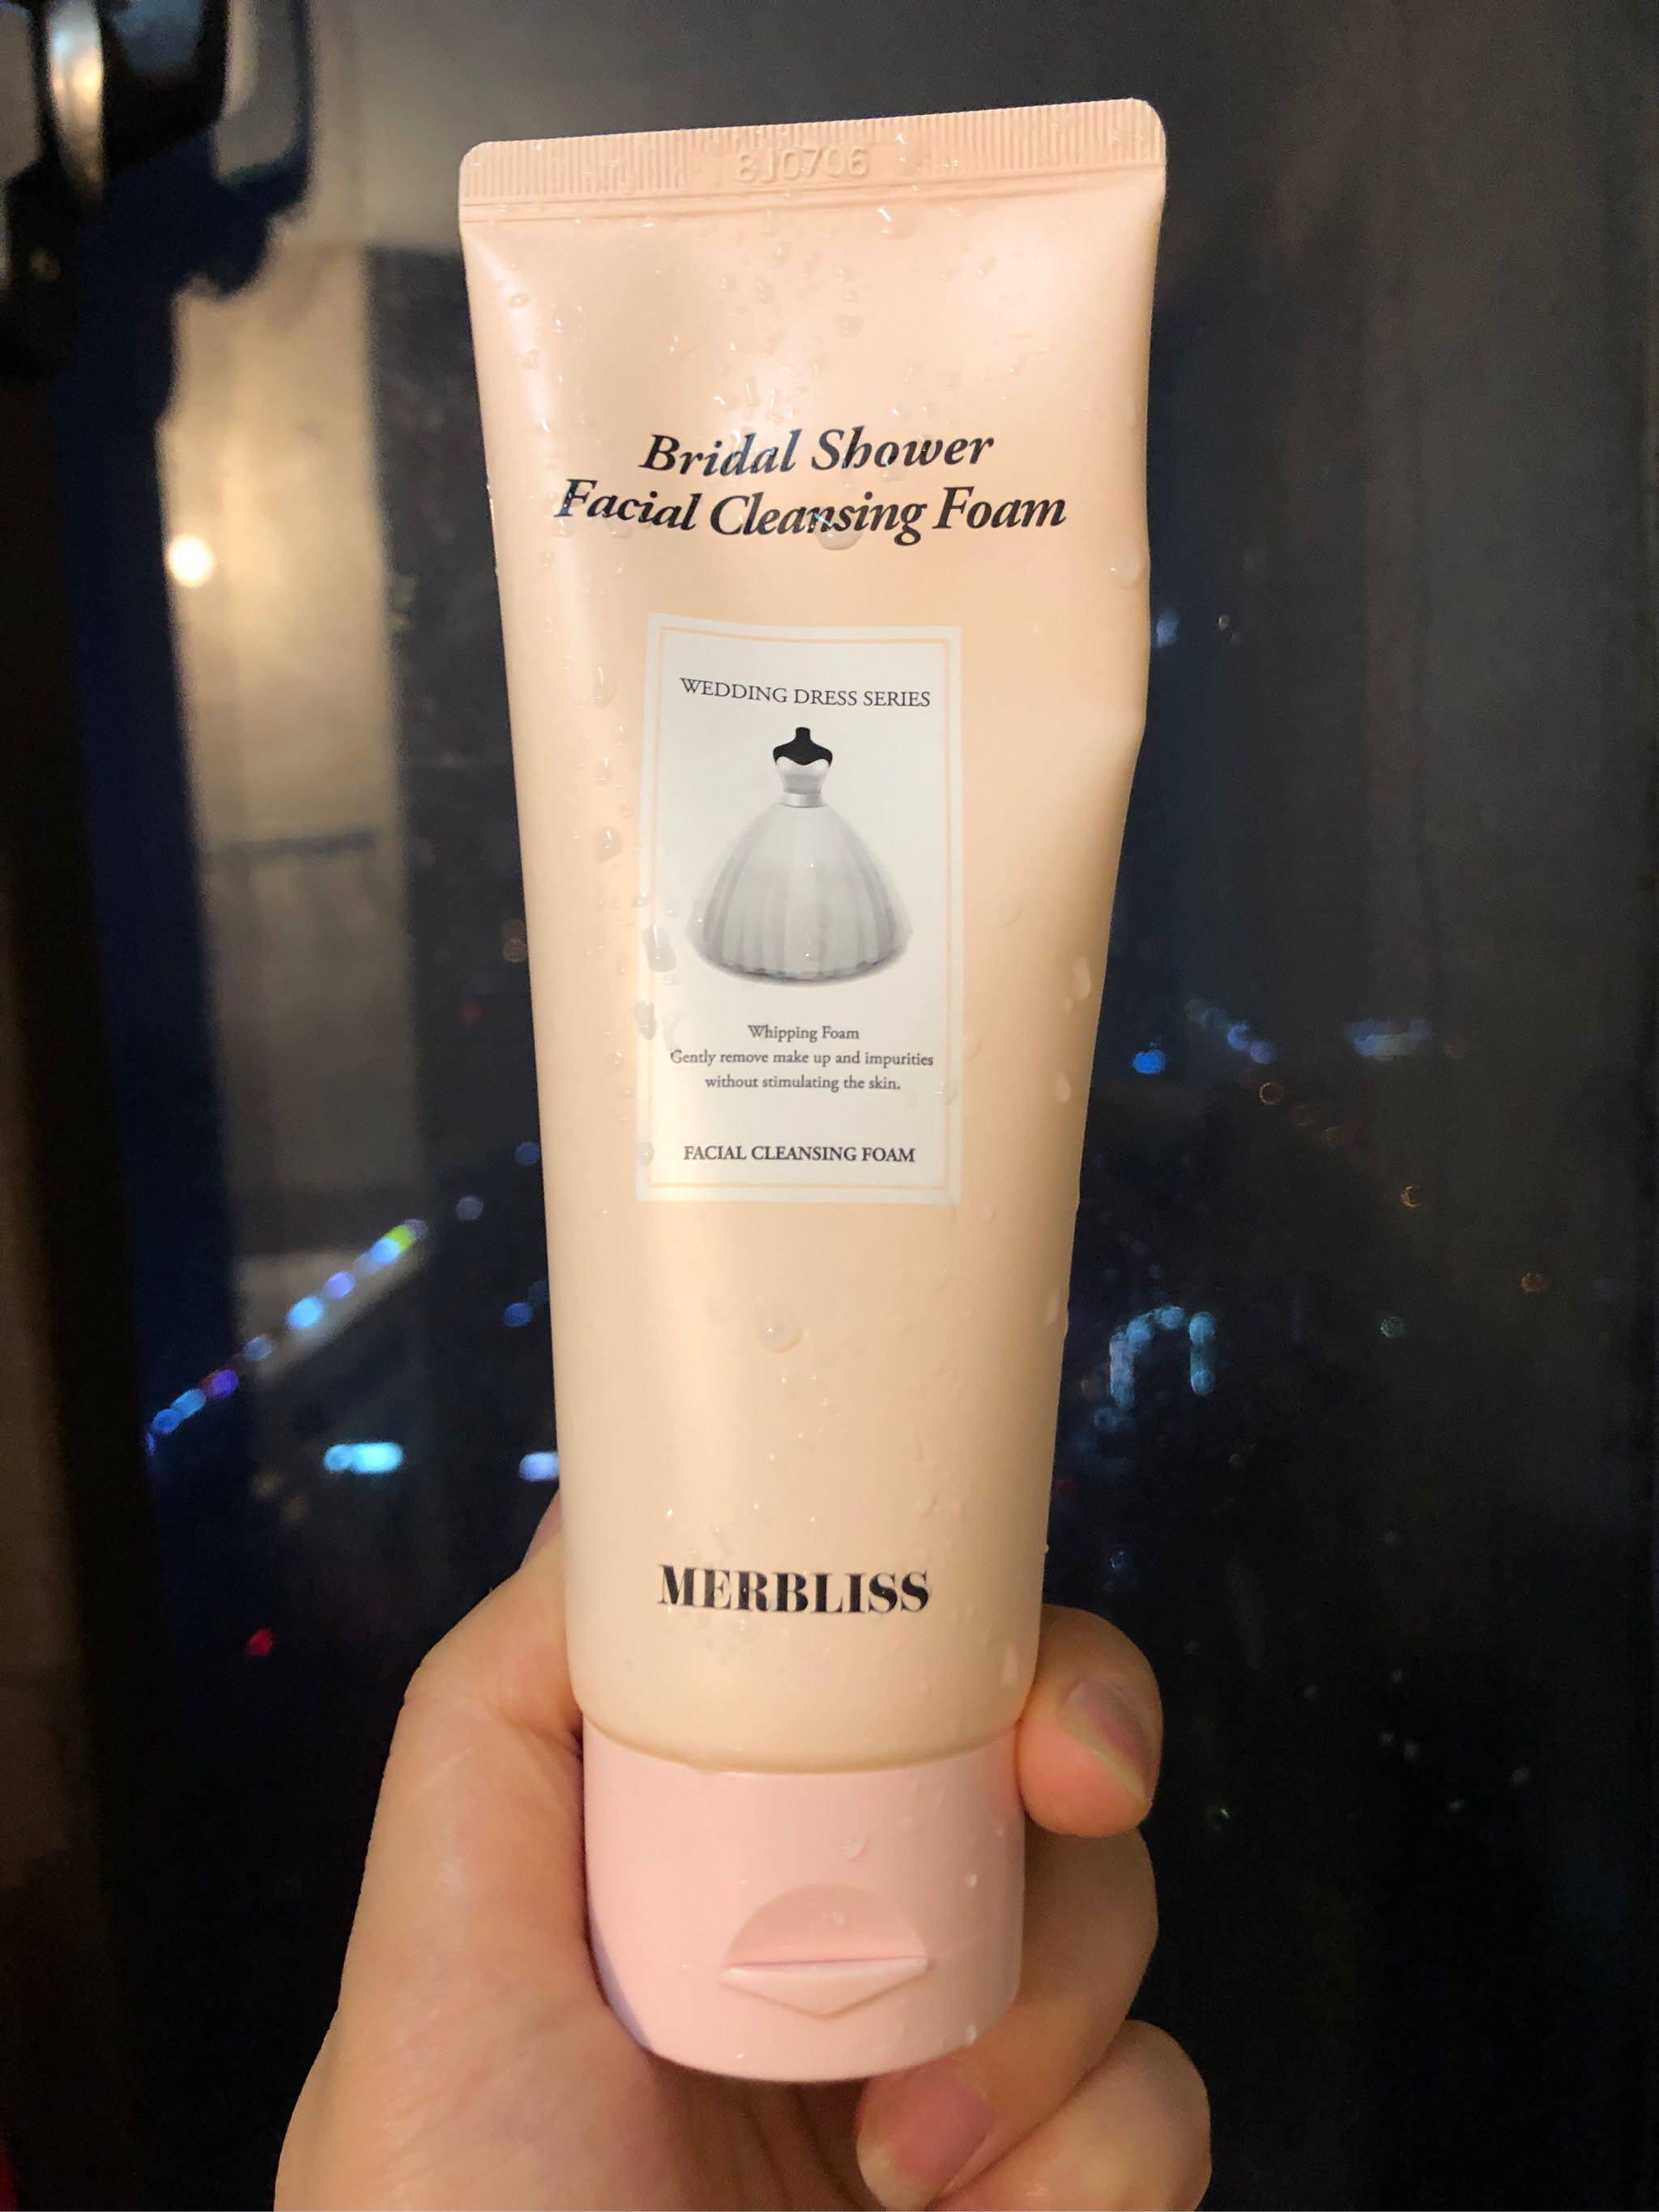 8J0706
Bridal Shower
Facial Cleansing Foam
WEDDING DRESS SERIES
Whipping Foam
Gently remove make up and impurities
without stimulating the skin.
FACIAL CLEANSING FOAM
MERBLISS